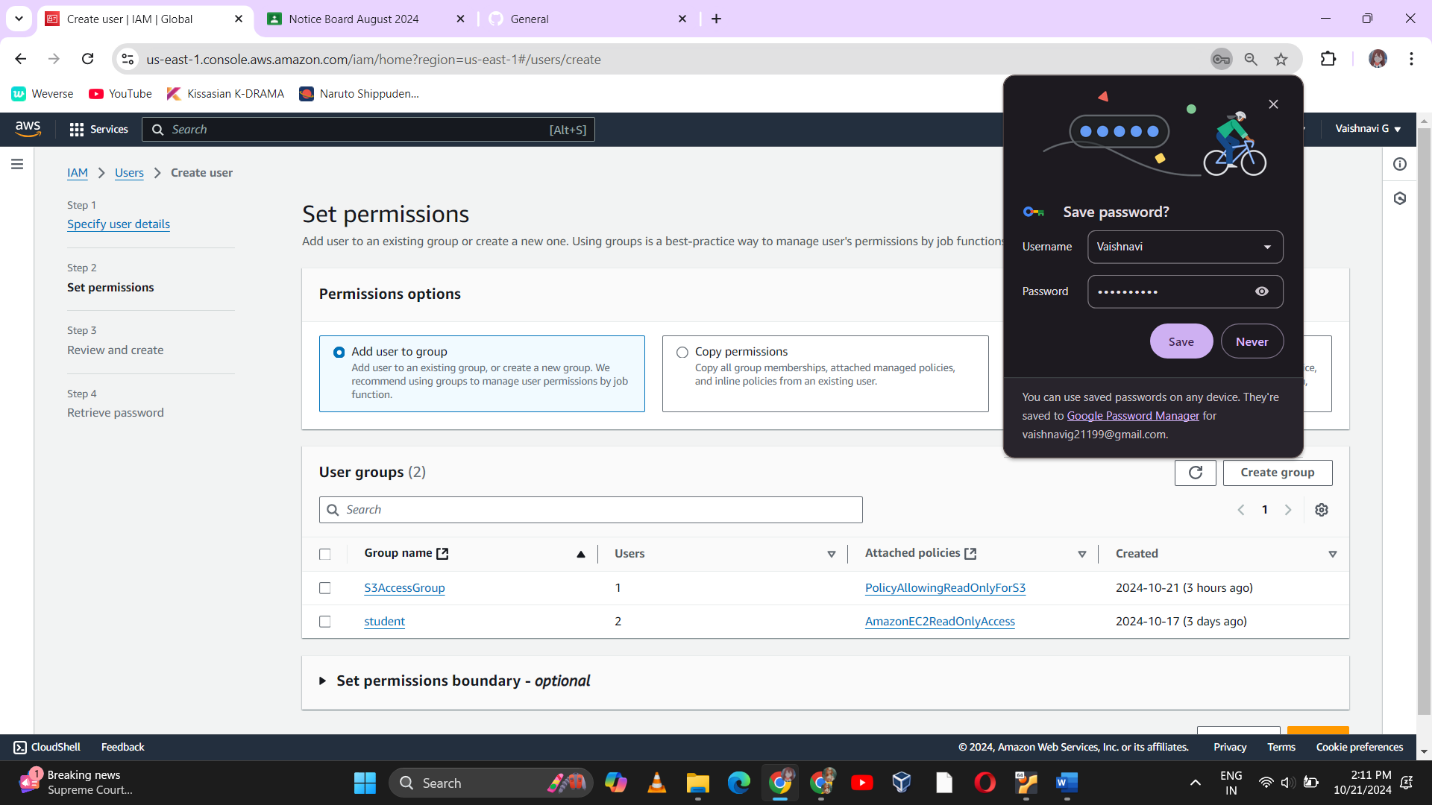 Create user | IAM | Global
Notice Board August 2024
General
us-east-1.console.aws.amazon.com/iam/home?region=us-east-1#/users/create
Weverse
YouTube
Kissasian K-DRAMA
Naruto Shippuden...
aws
Services
Search
[Alt+S]
Vaishnavi G
IAM
Users
Create user
Step 1
Specify user details
Step 2
Set permissions
Step 3
Review and create
Step 4
Retrieve password
Set permissions
Add user to an existing group or create a new one. Using groups is a best-practice way to manage user's permissions by job functions
Permissions options
Add user to group
Add user to an existing group, or create a new group. We
recommend using groups to manage user permissions by job
function.
Copy permissions
Copy all group memberships, attached managed policies,
and inline policies from an existing user.
Save password?
Username
Vaishnavi
Password
••••••••••
Save
Never
You can use saved passwords on any device. They're
saved to Google Password Manager for
vaishnavig21199@gmail.com.
User groups (2)
Create group
Search
1
Group name
Users
Attached policies
Created
S3AccessGroup
1
PolicyAllowingReadOnlyForS3
2024-10-21 (3 hours ago)
student
2
AmazonEC2ReadOnlyAccess
2024-10-17 (3 days ago)
Set permissions boundary - optional
CloudShell
Feedback
© 2024, Amazon Web Services, Inc. or its affiliates.
Privacy
Terms
Cookie preferences
1
Breaking news
Supreme Court...
Search
ENG
IN
2:11 PM
10/21/2024